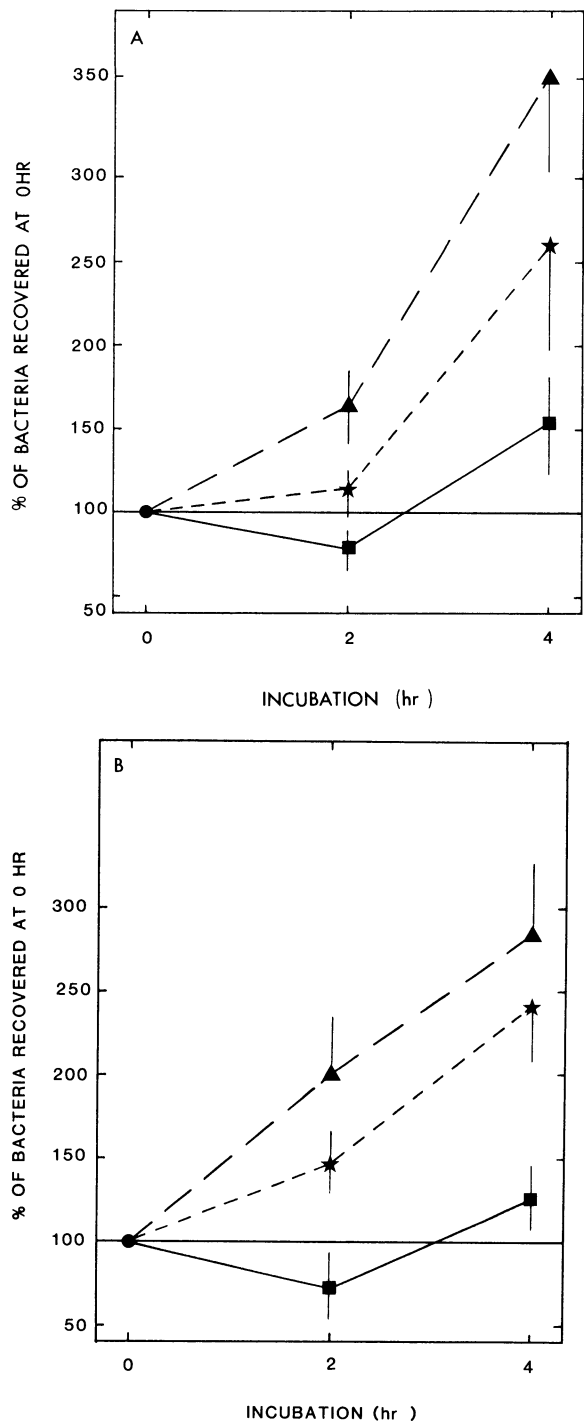 A
350
300
250
200
150
100
50
% OF BACTERIA RECOVERED AT 0HR
0 2 4
INCUBATION (hr )
B
300
250
200
150
100
50
% OF BACTERIA RECOVERED AT 0 HR
0 2 4
INCUBATION (hr )